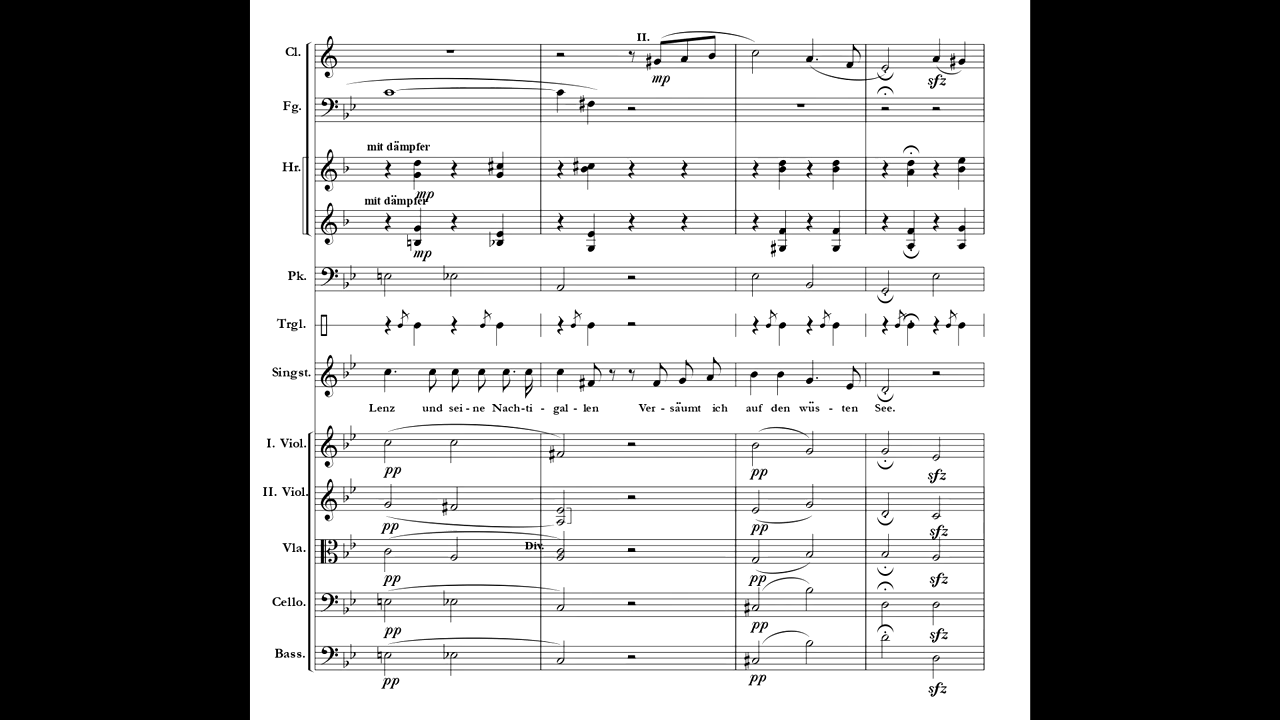 II.
Cl.
mp
Fg.
sfz
mit dämpfer
Hr.
mp
mit dämpfer
mp
Pk.
Trgl.
Singst.
Lenz und sei - ne Nach - ti - gal - len Ver - säumt ich auf den wüs - ten See.
I. Viol.
pp pp sfz
II. Viol.
pp pp sfz
Div.
Vla.
pp pp sfz
Cello.
pp pp sfz
Bass.
pp pp sfz